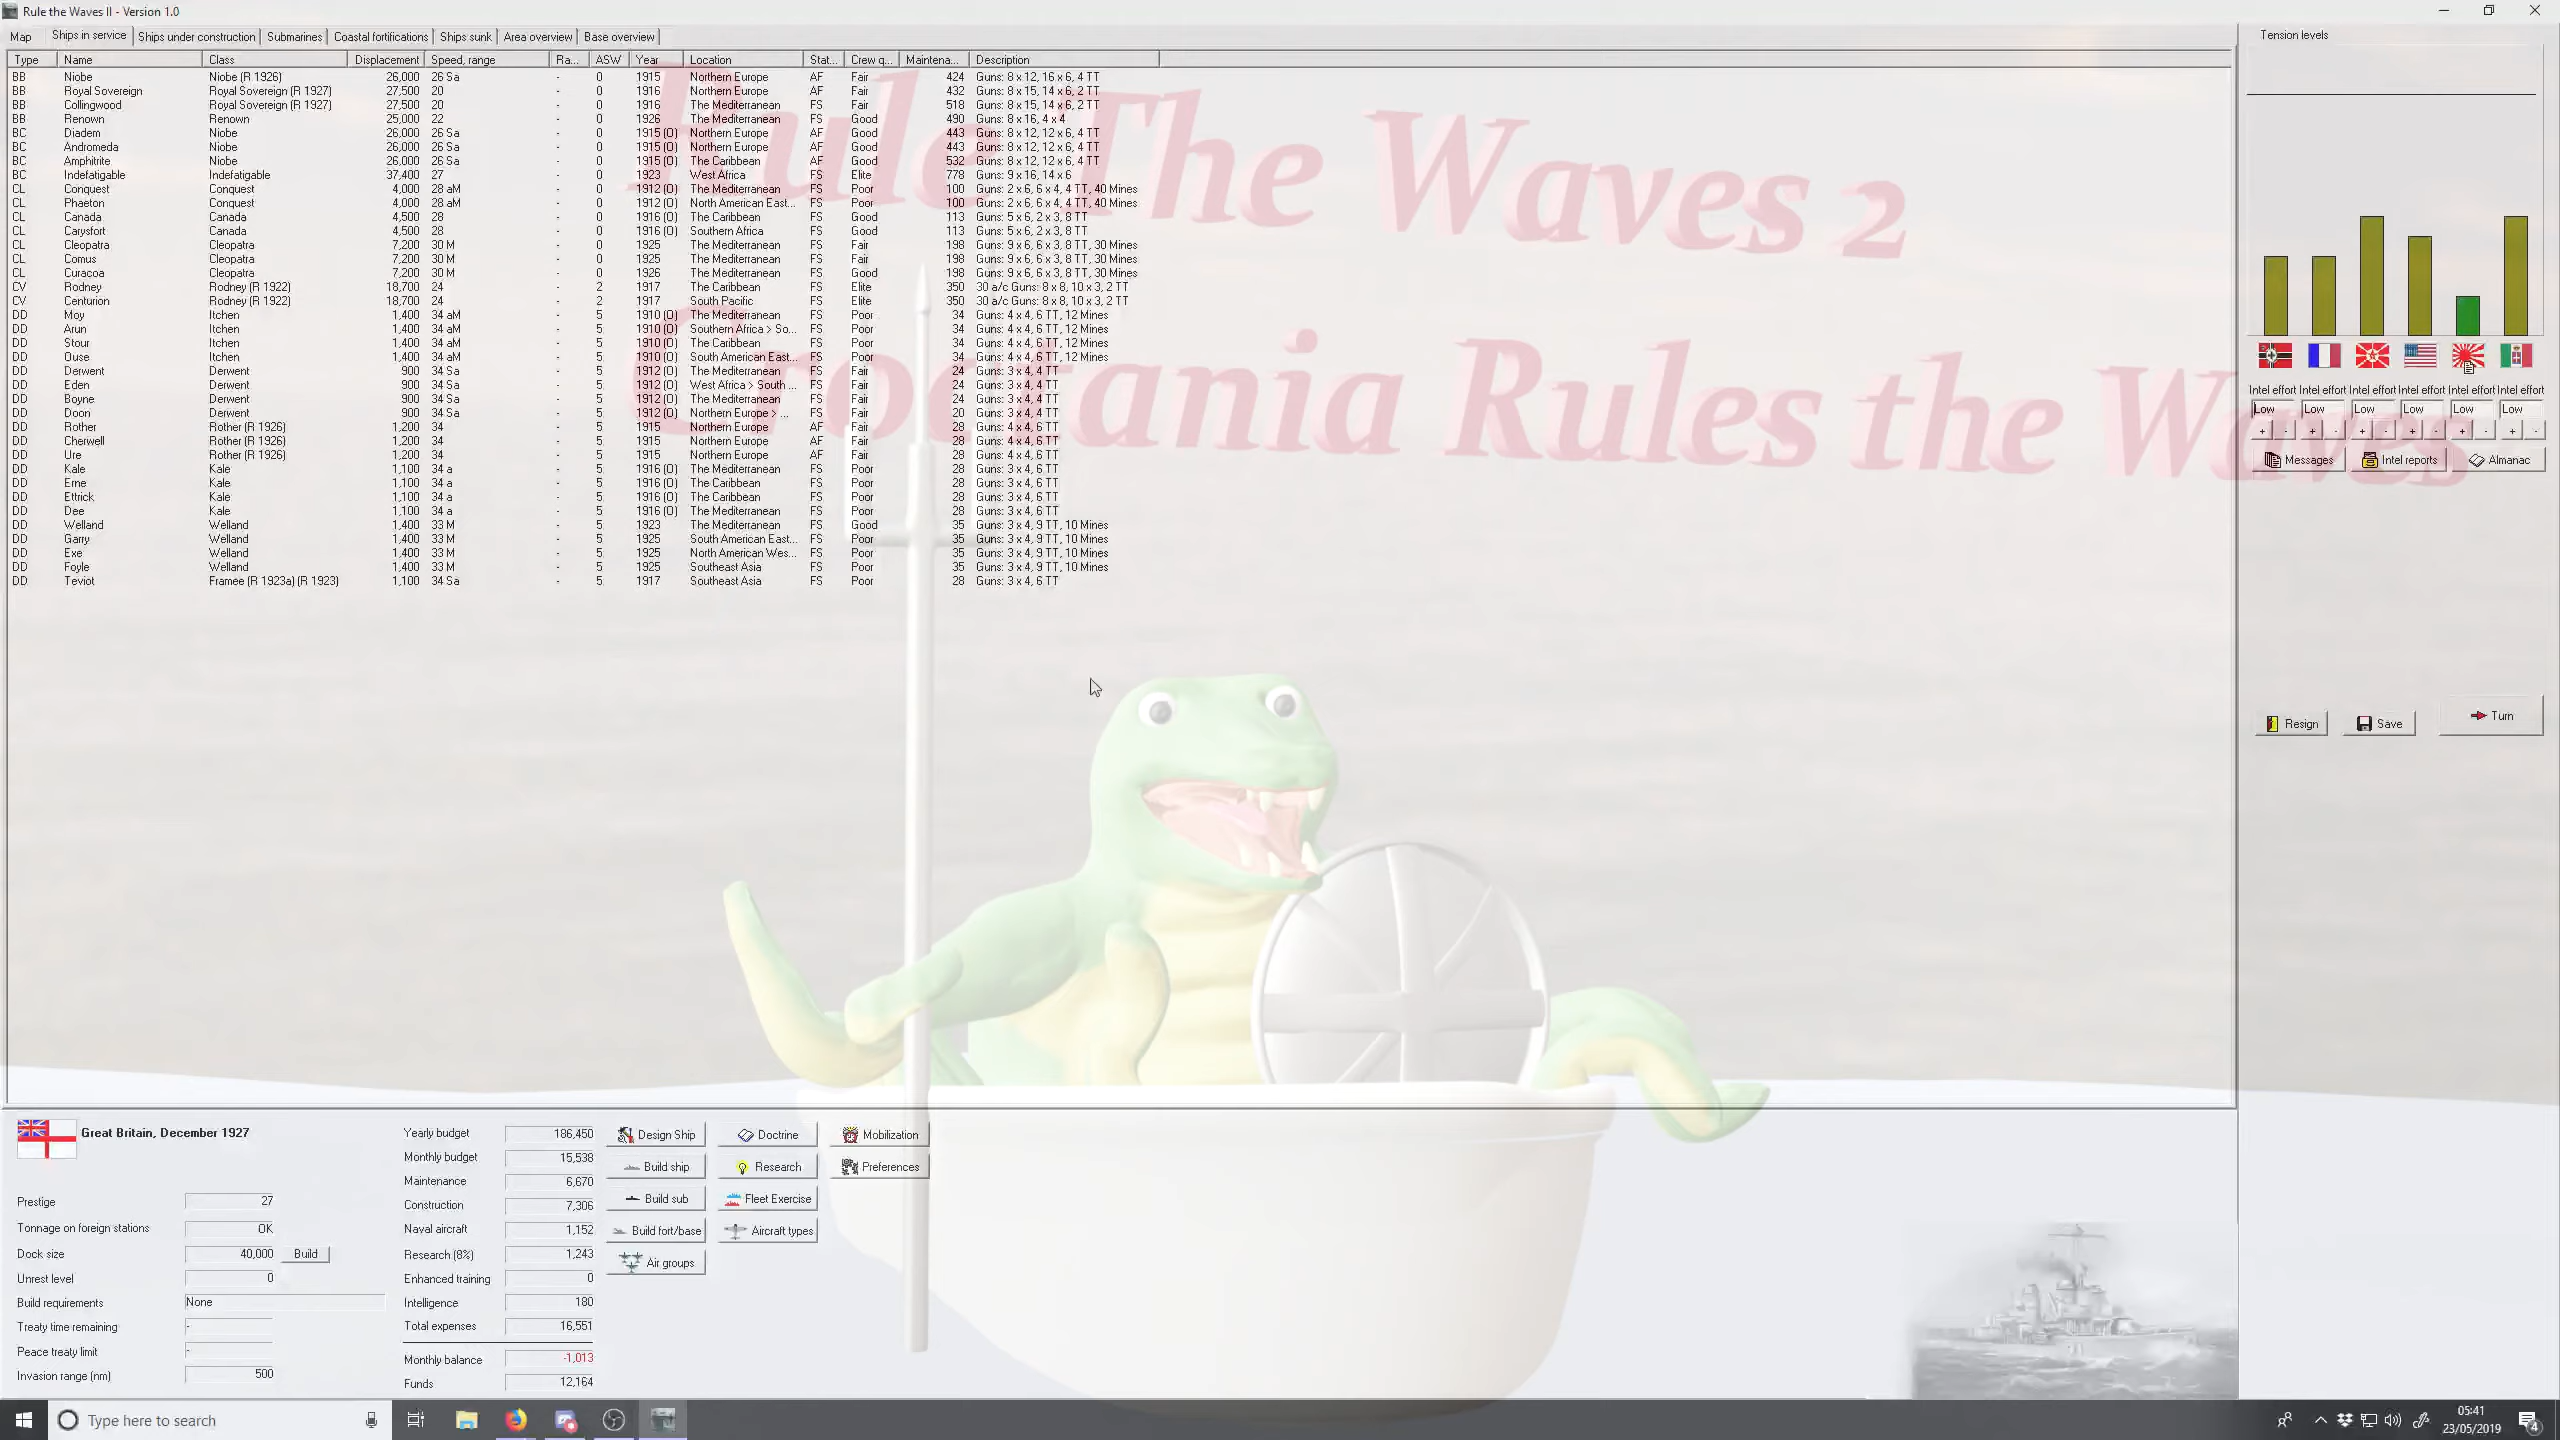 Rule the Waves II - Version 1.0
Map Ships in service Ships under construction Submarines Coastal fortifications Ships sunk Area overview Base overview
Type Name Class Displacement Speed, range Ra... ASW Year Location Stat... Crew q... Maintena... Description
BB Niobe Niobe (R 1926) 26,000 26 Sa - 0 1915 Northern Europe AF Fair 424 Guns: 8 x 12, 16 x 6, 4 TT
BB Royal Sovereign Royal Sovereign (R 1927) 27,500 20 - 0 1916 Northern Europe AF Fair 432 Guns: 8 x 15, 14 x 6, 2 TT
BB Collingwood Royal Sovereign (R 1927) 27,500 20 - 0 1916 The Mediterranean FS Fair 518 Guns: 8 x 15, 14 x 6, 2 TT
BB Renown Renown 25,000 22 - 0 1926 The Mediterranean FS Good 490 Guns: 8 x 16, 4 x 4
BC Diadem Niobe 26,000 26 Sa - 0 1915 (O) Northern Europe AF Good 443 Guns: 8 x 12, 12 x 6, 4 TT
BC Andromeda Niobe 26,000 26 Sa - 0 1915 (O) Northern Europe AF Good 443 Guns: 8 x 12, 12 x 6, 4 TT
BC Amphitrite Niobe 26,000 26 Sa - 0 1915 (O) The Caribbean AF Good 532 Guns: 8 x 12, 12 x 6, 4 TT
BC Indefatigable Indefatigable 37,400 27 - 0 1923 West Africa FS Elite 778 Guns: 9 x 16, 14 x 6
CL Conquest Conquest 4,000 28 aM - 0 1912 (O) The Mediterranean FS Poor 100 Guns: 2 x 6, 6 x 4, 4 TT, 40 Mines
CL Phaeton Conquest 4,000 28 aM - 0 1912 (O) North American East... FS Poor 100 Guns: 2 x 6, 6 x 4, 4 TT, 40 Mines
CL Canada Canada 4,500 28 - 0 1916 (O) The Caribbean FS Good 113 Guns: 5 x 6, 2 x 3, 8 TT
CL Carysfort Canada 4,500 28 - 0 1916 (O) Southern Africa FS Good 113 Guns: 5 x 6, 2 x 3, 8 TT
CL Cleopatra Cleopatra 7,200 30 M - 0 1925 The Mediterranean FS Fair 198 Guns: 9 x 6, 6 x 3, 8 TT, 30 Mines
CL Comus Cleopatra 7,200 30 M - 0 1925 The Mediterranean FS Fair 198 Guns: 9 x 6, 6 x 3, 8 TT, 30 Mines
CL Curacoa Cleopatra 7,200 30 M - 0 1926 The Mediterranean FS Good 198 Guns: 9 x 6, 6 x 3, 8 TT, 30 Mines
CV Rodney Rodney (R 1922) 18,700 24 - 2 1917 The Caribbean FS Elite 350 30 a/c Guns: 8 x 8, 10 x 3, 2 TT
CV Centurion Rodney (R 1922) 18,700 24 - 2 1917 South Pacific FS Elite 350 30 a/c Guns: 8 x 8, 10 x 3, 2 TT
DD Moy Itchen 1,400 34 aM - 5 1910 (O) The Mediterranean FS Poor 34 Guns: 4 x 4, 6 TT, 12 Mines
DD Arun Itchen 1,400 34 aM - 5 1910 (O) Southern Africa > So... FS Poor 34 Guns: 4 x 4, 6 TT, 12 Mines
DD Stour Itchen 1,400 34 aM - 5 1910 (O) The Caribbean FS Poor 34 Guns: 4 x 4, 6 TT, 12 Mines
DD Ouse Itchen 1,400 34 aM - 5 1910 (O) South American East... FS Poor 34 Guns: 4 x 4, 6 TT, 12 Mines
DD Derwent Derwent 900 34 Sa - 5 1912 (O) The Mediterranean FS Fair 24 Guns: 3 x 4, 4 TT
DD Eden Derwent 900 34 Sa - 5 1912 (O) West Africa > South ... FS Fair 24 Guns: 3 x 4, 4 TT
DD Boyne Derwent 900 34 Sa - 5 1912 (O) The Mediterranean FS Fair 24 Guns: 3 x 4, 4 TT
DD Doon Derwent 900 34 Sa - 5 1912 (O) Northern Europe > ... FS Fair 20 Guns: 3 x 4, 4 TT
DD Rother Rother (R 1926) 1,200 34 - 5 1915 Northern Europe AF Fair 28 Guns: 4 x 4, 6 TT
DD Cherwell Rother (R 1926) 1,200 34 - 5 1915 Northern Europe AF Fair 28 Guns: 4 x 4, 6 TT
DD Ure Rother (R 1926) 1,200 34 - 5 1915 Northern Europe AF Fair 28 Guns: 4 x 4, 6 TT
DD Kale Kale 1,100 34 a - 5 1916 (O) The Mediterranean FS Poor 28 Guns: 3 x 4, 6 TT
DD Erne Kale 1,100 34 a - 5 1916 (O) The Caribbean FS Poor 28 Guns: 3 x 4, 6 TT
DD Ettrick Kale 1,100 34 a - 5 1916 (O) The Caribbean FS Poor 28 Guns: 3 x 4, 6 TT
DD Dee Kale 1,100 34 a - 5 1916 (O) The Mediterranean FS Poor 28 Guns: 3 x 4, 6 TT
DD Welland Welland 1,400 33 M - 5 1923 The Mediterranean FS Good 35 Guns: 3 x 4, 9 TT, 10 Mines
DD Garry Welland 1,400 33 M - 5 1925 South American East... FS Poor 35 Guns: 3 x 4, 9 TT, 10 Mines
DD Exe Welland 1,400 33 M - 5 1925 North American Wes... FS Poor 35 Guns: 3 x 4, 9 TT, 10 Mines
DD Foyle Welland 1,400 33 M - 5 1925 Southeast Asia FS Poor 35 Guns: 3 x 4, 9 TT, 10 Mines
DD Teviot Framee (R 1923a) (R 1923) 1,100 34 Sa - 5 1917 Southeast Asia FS Poor 28 Guns: 3 x 4, 6 TT
Rule The Waves 2
Croctania Rules the Waves
Tension levels
Intel effort Intel effort Intel effort Intel effort Intel effort Intel effort
Low Low Low Low Low Low
+ - + - + - + - + - + -
Messages Intel reports Almanac
Resign Save Turn
Great Britain, December 1927
Prestige 27
Tonnage on foreign stations OK
Dock size 40,000 Build
Unrest level 0
Build requirements None
Treaty time remaining -
Peace treaty limit -
Invasion range (nm) 500
Yearly budget 186,450
Monthly budget 15,538
Maintenance 6,670
Construction 7,306
Naval aircraft 1,152
Research (8%) 1,243
Enhanced training 0
Intelligence 180
Total expenses 16,551
Monthly balance -1,013
Funds 12,164
Design Ship Doctrine Mobilization
Build ship Research Preferences
Build sub Fleet Exercise
Build fort/base Aircraft types
Air groups
Type here to search
05:41
23/05/2019
4